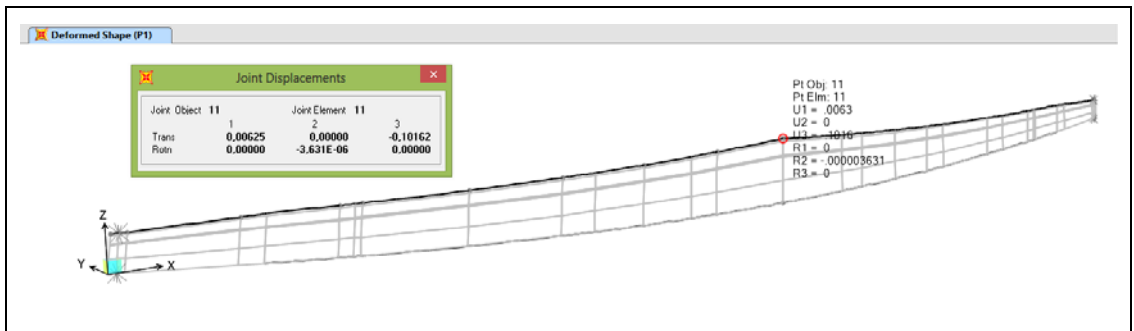 Deformed Shape (P1)
Joint Displacements
Joint Object 11 Joint Element 11
1 2 3
Trans 0,00625 0,00000 -0,10162
Rotn 0,00000 -3,631E-06 0,00000
Pt Obj: 11
Pt Elm: 11
U1 = .0063
U2 = 0
U3 = -.1016
R1 = 0
R2 = -.000003631
R3 = 0
Z
Y
X